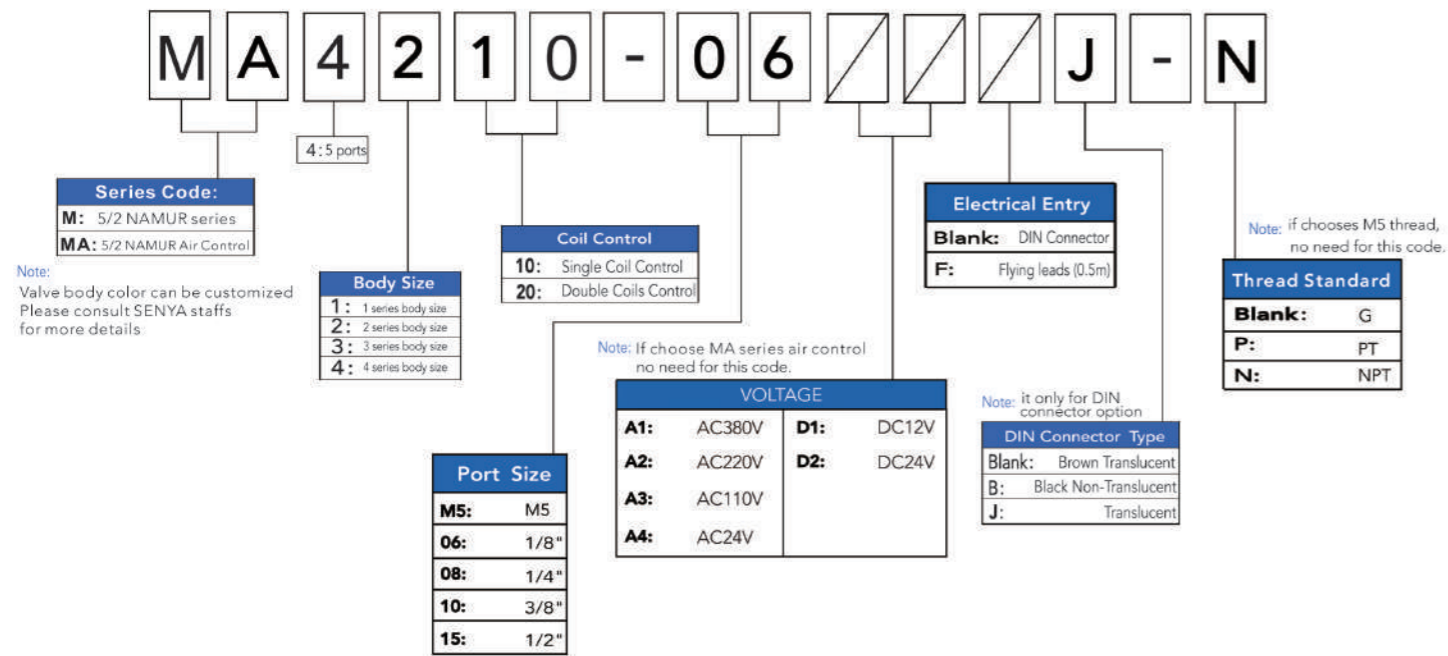 MA4210-06 J-N
4: 5 ports
Series Code:
M: 5/2 NAMUR series
MA: 5/2 NAMUR Air Control
Note:
Valve body color can be customized
Please consult SENYA staffs
for more details
Body Size
1: 1 series body size
2: 2 series body size
3: 3 series body size
4: 4 series body size
Coil Control
10: Single Coil Control
20: Double Coils Control
Port Size
M5: M5
06: 1/8"
08: 1/4"
10: 3/8"
15: 1/2"
Note: If choose MA series air control
no need for this code.
VOLTAGE
A1: AC380V D1: DC12V
A2: AC220V D2: DC24V
A3: AC110V
A4: AC24V
Electrical Entry
Blank: DIN Connector
F: Flying leads (0.5m)
Note: it only for DIN
connector option
DIN Connector Type
Blank: Brown Translucent
B: Black Non-Translucent
J: Translucent
Note: if chooses M5 thread,
no need for this code.
Thread Standard
Blank: G
P: PT
N: NPT